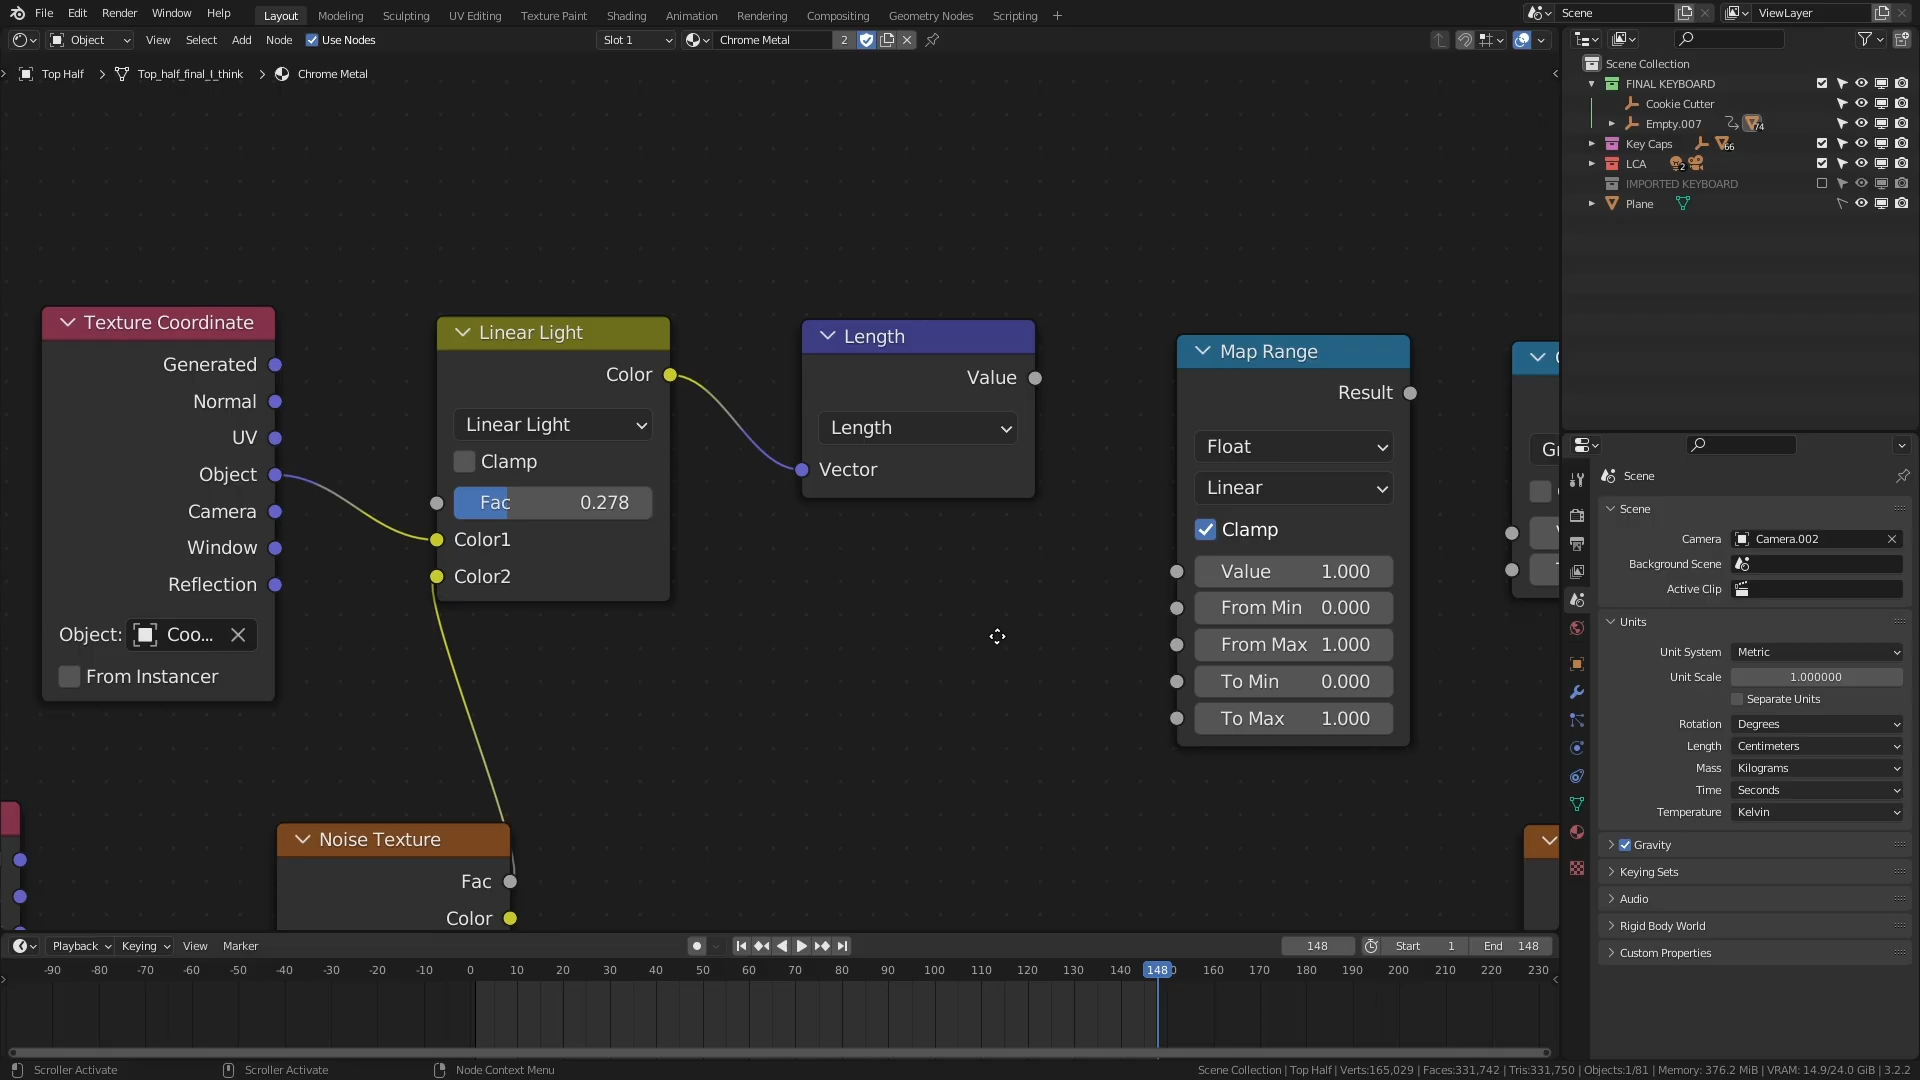 File Edit Render Window Help Layout Modeling Sculpting UV Editing Texture Paint Shading Animation Rendering Compositing Geometry Nodes Scripting + Scene ViewLayer
Object View Select Add Node Use Nodes Slot 1 Chrome Metal 2
Top Half > Top_half_final_I_think > Chrome Metal
Scene Collection
FINAL KEYBOARD
Cookie Cutter
Empty.007 74
Key Caps 66
LCA 2
IMPORTED KEYBOARD
Plane
Texture Coordinate
Generated
Normal
UV
Object
Camera
Window
Reflection
Object: Coo...
From Instancer
Linear Light
Color
Linear Light
Clamp
Fac 0.278
Color1
Color2
Length
Value
Length
Vector
Map Range
Result
Float
Linear
Clamp
Value 1.000
From Min 0.000
From Max 1.000
To Min 0.000
To Max 1.000
Noise Texture
Fac
Color
Scene
Scene
Camera Camera.002
Background Scene
Active Clip
Units
Unit System Metric
Unit Scale 1.000000
Separate Units
Rotation Degrees
Length Centimeters
Mass Kilograms
Time Seconds
Temperature Kelvin
Gravity
Keying Sets
Audio
Rigid Body World
Custom Properties
Playback Keying View Marker 148 Start 1 End 148
-90 -80 -70 -60 -50 -40 -30 -20 -10 0 10 20 30 40 50 60 70 80 90 100 110 120 130 140 148 160 170 180 190 200 210 220 230
Scroller Activate Scroller Activate Node Context Menu Scene Collection | Top Half | Verts:165,029 | Faces:331,742 | Tris:331,750 | Objects:1/81 | Memory: 376.2 MiB | VRAM: 14.9/24.0 GiB | 3.2.2